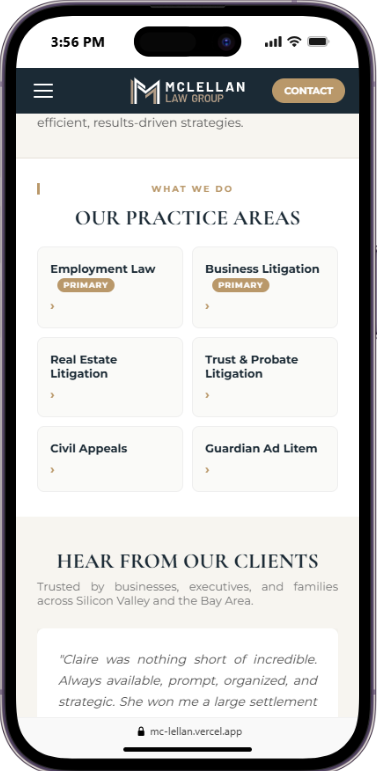 3:56 PM
MCLELLAN
LAW GROUP
CONTACT
efficient, results-driven strategies.
WHAT WE DO
OUR PRACTICE AREAS
Employment Law
PRIMARY
›
Business Litigation
PRIMARY
›
Real Estate
Litigation
›
Trust & Probate
Litigation
›
Civil Appeals
›
Guardian Ad Litem
›
HEAR FROM OUR CLIENTS
Trusted by businesses, executives, and families
across Silicon Valley and the Bay Area.
"Claire was nothing short of incredible.
Always available, prompt, organized, and
strategic. She won me a large settlement
mc-lellan.vercel.app